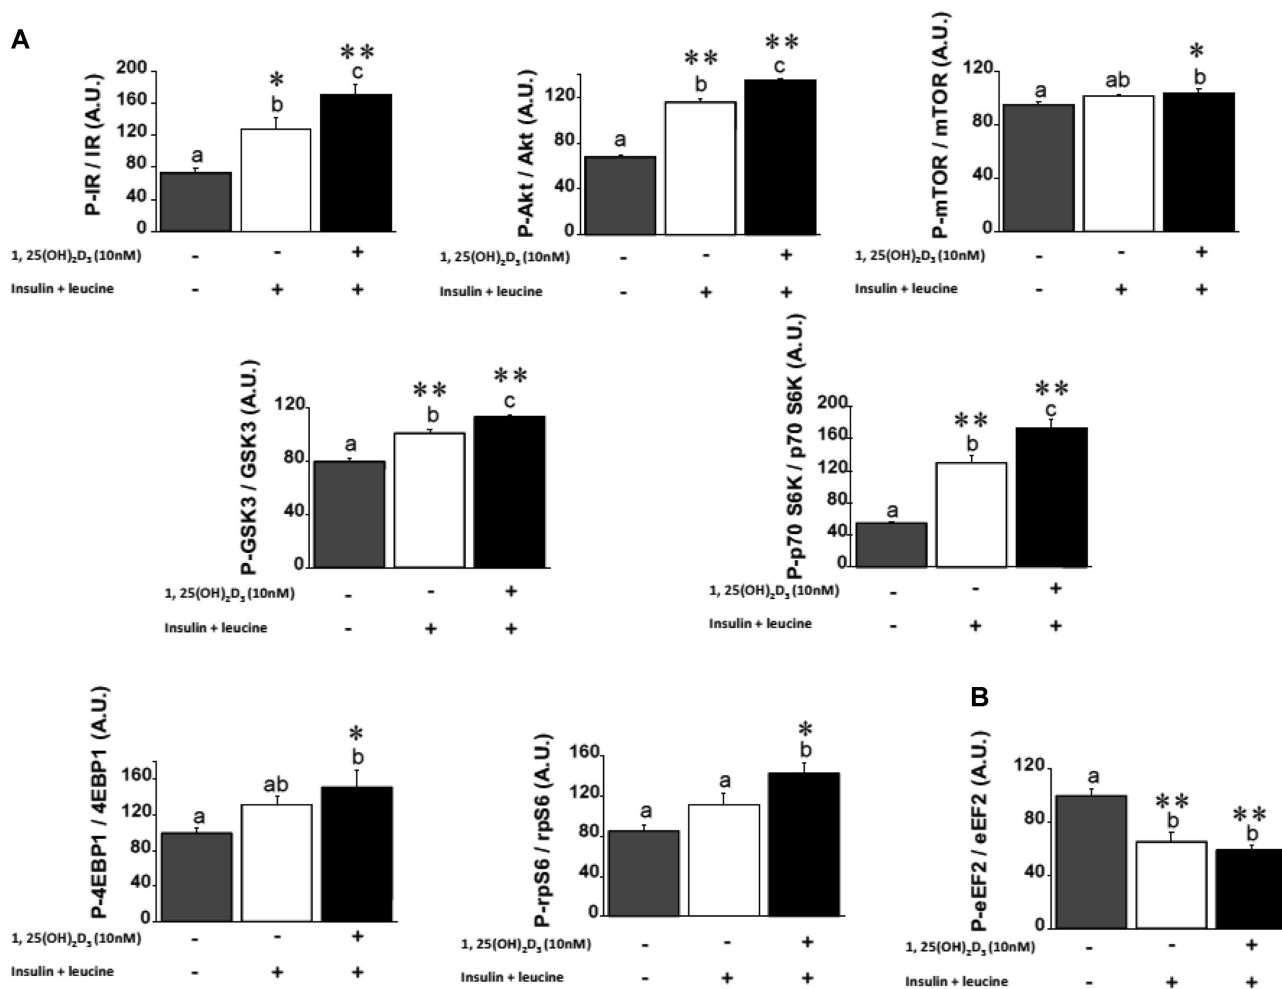 A
P-IR / IR (A.U.)
200
160
120
80
40
0
a
*
b
**
c
1, 25(OH)₂D₃ (10nM) - - +
Insulin + leucine - + +
P-Akt / Akt (A.U.)
120
80
40
0
a
**
b
**
c
1, 25(OH)₂D₃ (10nM) - - +
Insulin + leucine - + +
P-mTOR / mTOR (A.U.)
120
80
40
0
a
ab
*
b
1, 25(OH)₂D₃ (10nM) - - +
Insulin + leucine - + +
P-GSK3 / GSK3 (A.U.)
120
80
40
0
a
**
b
**
c
1, 25(OH)₂D₃ (10nM) - - +
Insulin + leucine - + +
P-p70 S6K / p70 S6K (A.U.)
200
160
120
80
40
0
a
**
b
**
c
1, 25(OH)₂D₃ (10nM) - - +
Insulin + leucine - + +
P-4EBP1 / 4EBP1 (A.U.)
160
120
80
40
0
a
ab
*
b
1, 25(OH)₂D₃ (10nM) - - +
Insulin + leucine - + +
P-rpS6 / rpS6 (A.U.)
160
120
80
40
0
a
a
*
b
1, 25(OH)₂D₃ (10nM) - - +
Insulin + leucine - + +
B
P-eEF2 / eEF2 (A.U.)
120
80
40
0
a
**
b
**
b
1, 25(OH)₂D₃ (10nM) - - +
Insulin + leucine - + +